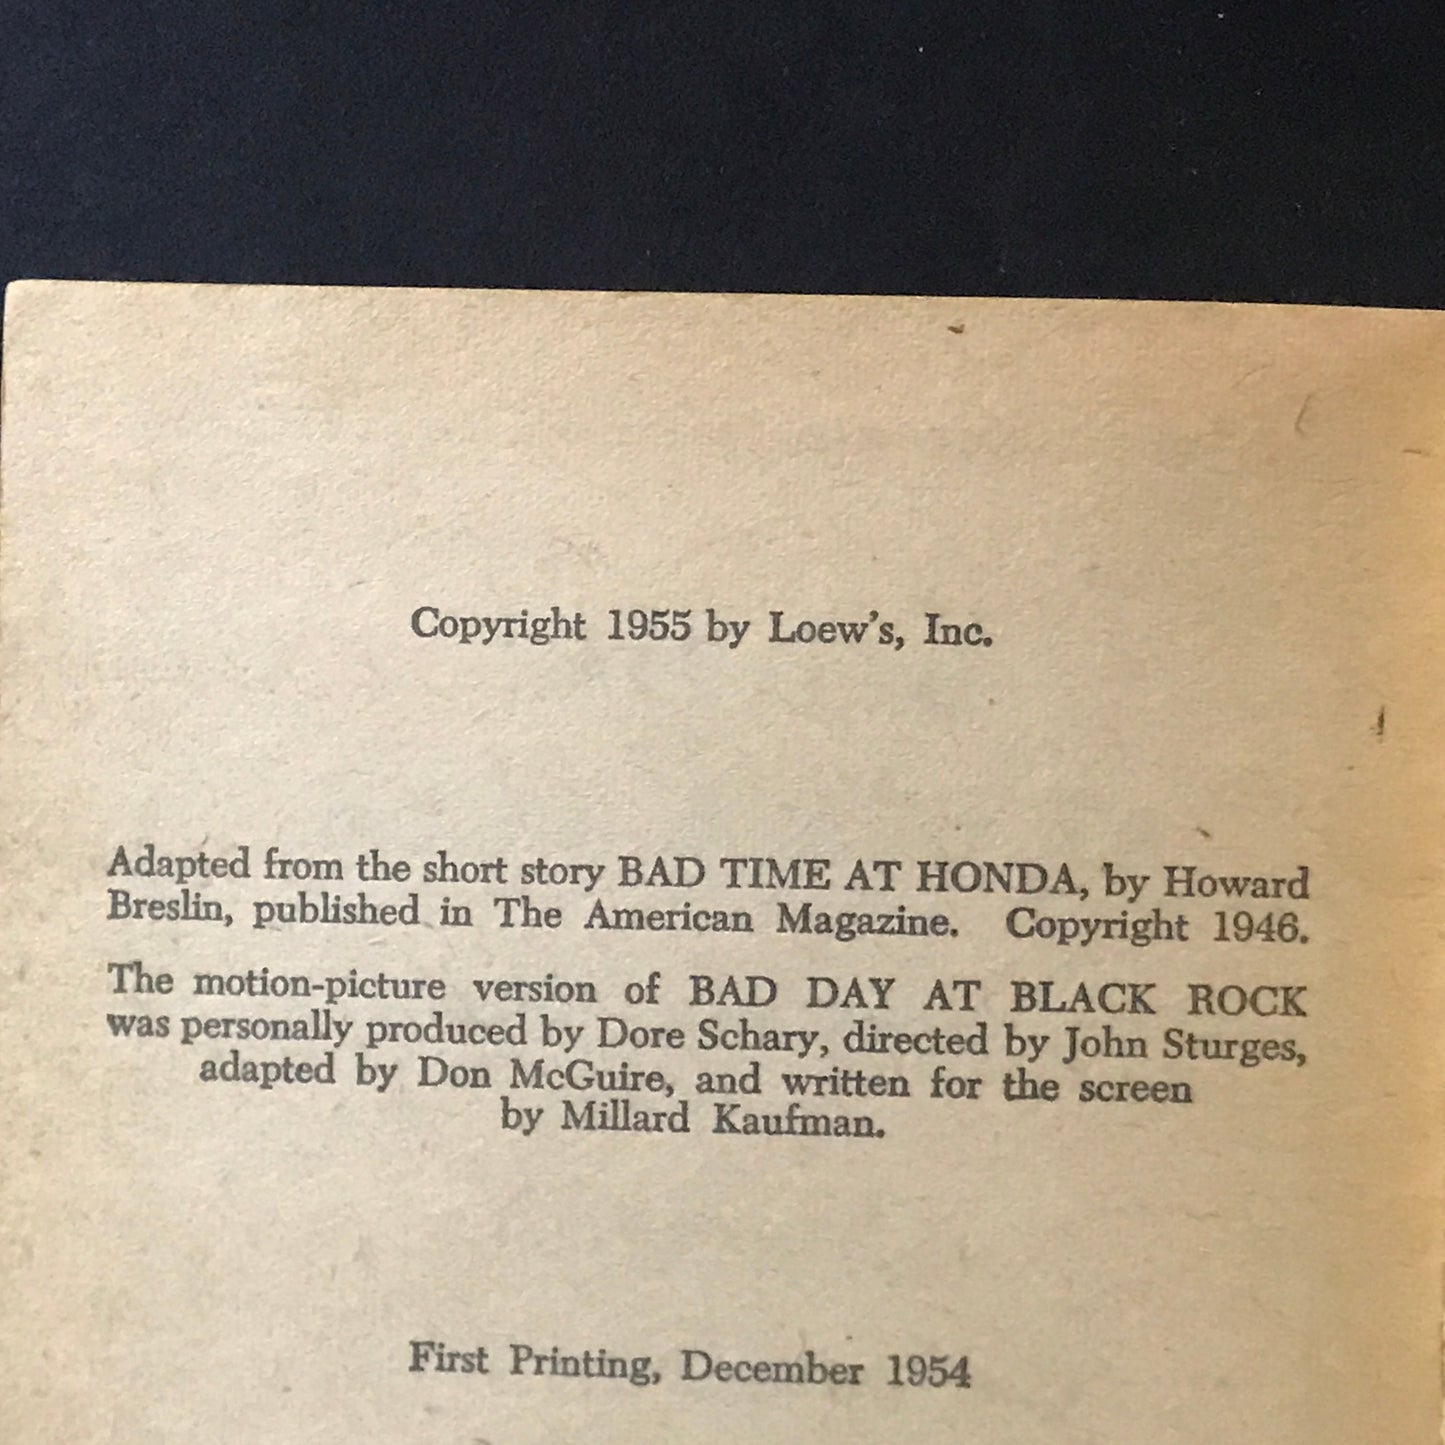 Copyright 1955 by Loew's, Inc.
Adapted from the short story BAD TIME AT HONDA, by Howard
Breslin, published in The American Magazine. Copyright 1946.
The motion-picture version of BAD DAY AT BLACK ROCK
was personally produced by Dore Schary, directed by John Sturges,
adapted by Don McGuire, and written for the screen
by Millard Kaufman.
First Printing, December 1954